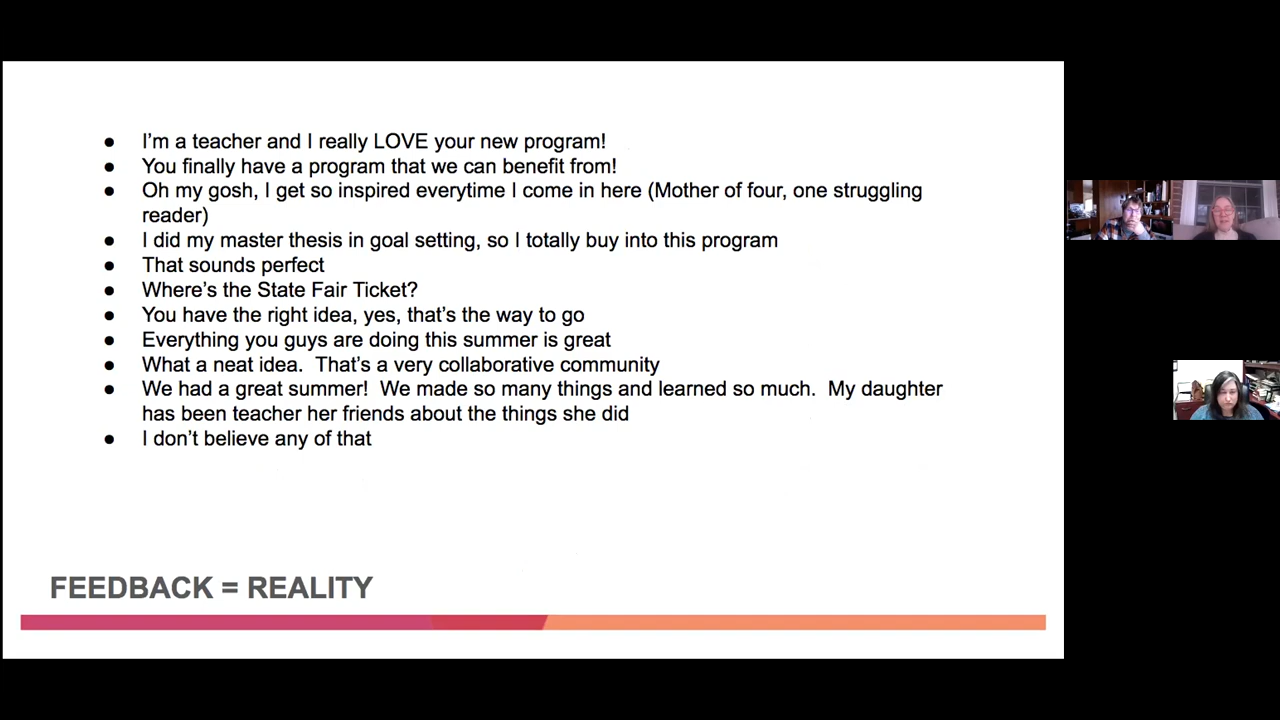 ● I'm a teacher and I really LOVE your new program!
● You finally have a program that we can benefit from!
● Oh my gosh, I get so inspired everytime I come in here (Mother of four, one struggling
reader)
● I did my master thesis in goal setting, so I totally buy into this program
● That sounds perfect
● Where's the State Fair Ticket?
● You have the right idea, yes, that's the way to go
● Everything you guys are doing this summer is great
● What a neat idea.  That's a very collaborative community
● We had a great summer!  We made so many things and learned so much.  My daughter
has been teacher her friends about the things she did
● I don't believe any of that
FEEDBACK = REALITY